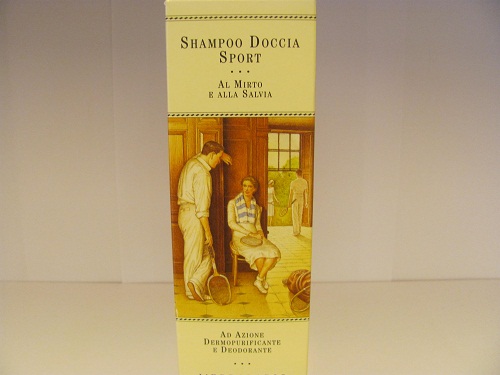 SHAMPOO DOCCIA
SPORT
AL MIRTO
E ALLA SALVIA
AD AZIONE
DERMOPURIFICANTE
E DEODORANTE